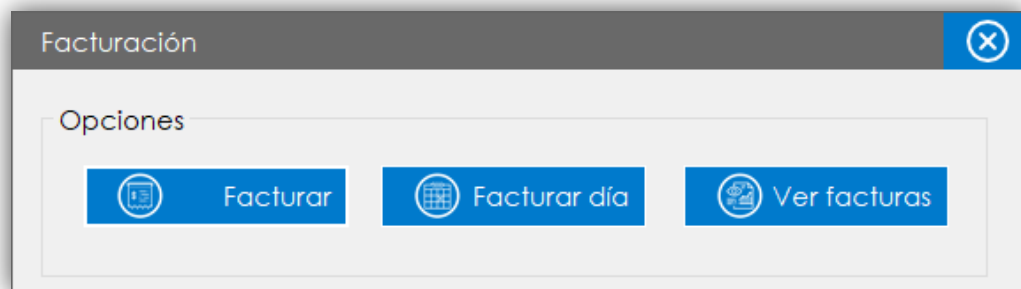 Facturación
Opciones
Facturar
Facturar día
Ver facturas